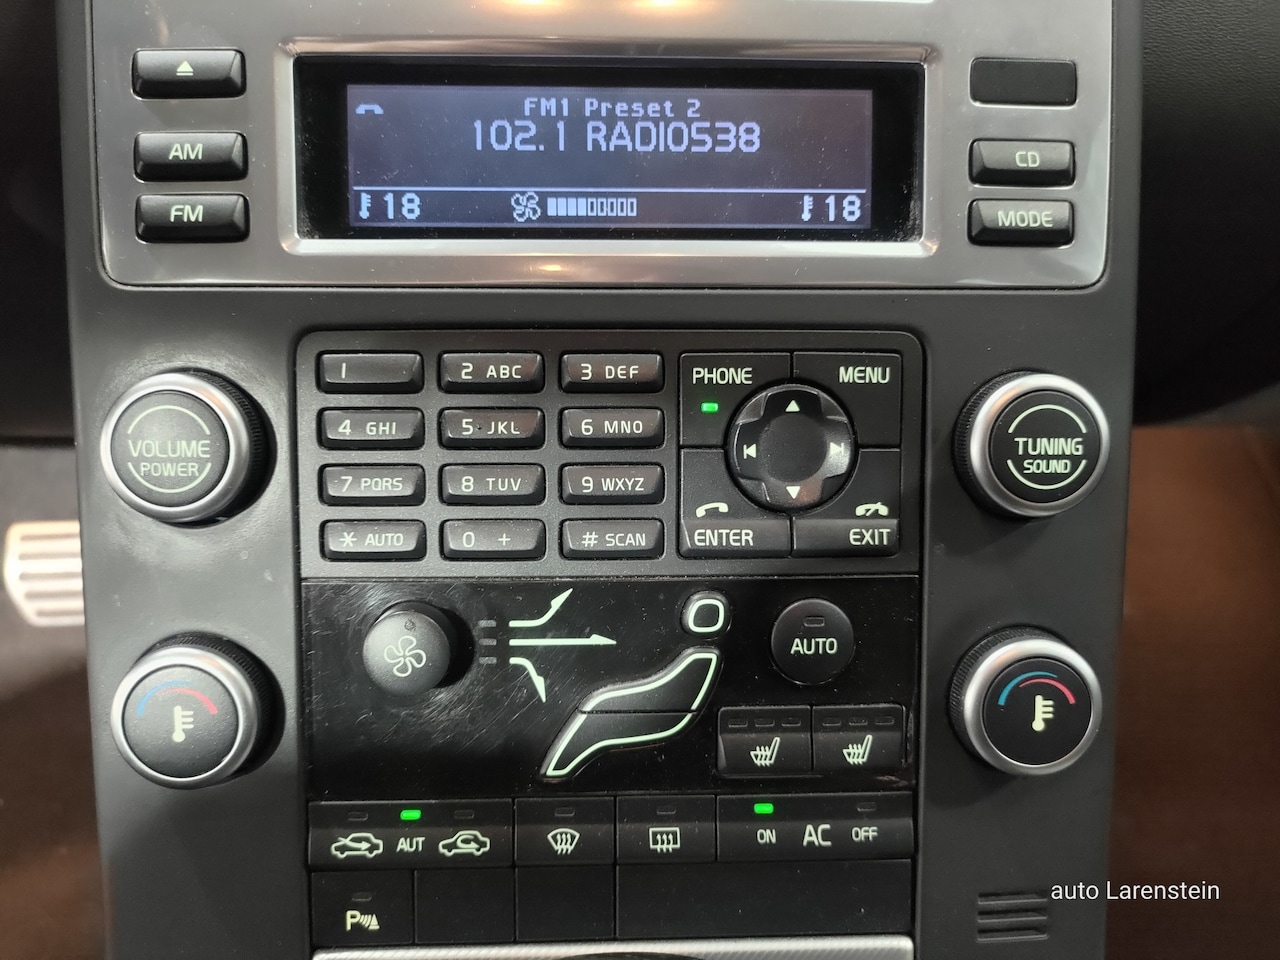 FM1 Preset 2
102.1 RADIO538
18 18
AM
FM
CD
MODE
1 2 ABC 3 DEF
4 GHI 5 JKL 6 MNO
7 PQRS 8 TUV 9 WXYZ
* AUTO 0 + # SCAN
PHONE MENU
ENTER EXIT
VOLUME
POWER
TUNING
SOUND
AUTO
AUT
ON AC OFF
P
auto Larenstein